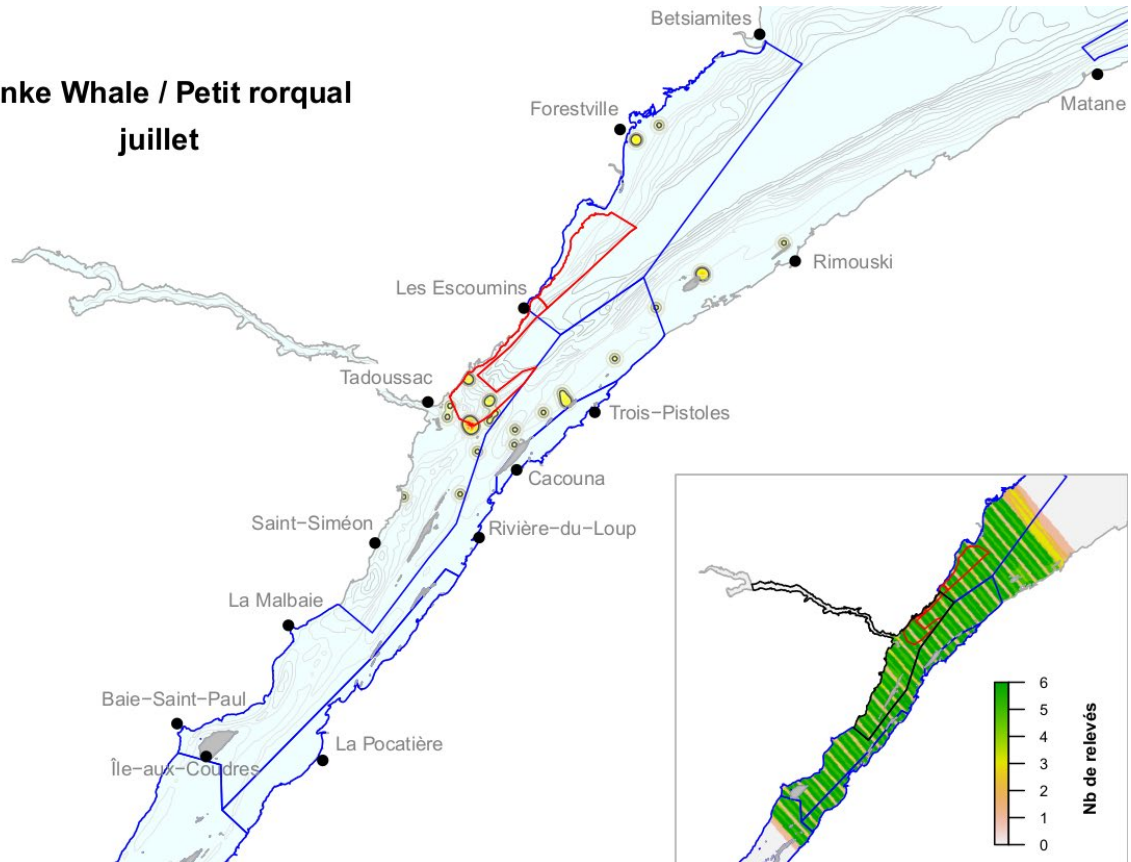 Betsiamites
nke Whale / Petit rorqual
juillet
Matane
Forestville
Rimouski
Les Escoumins
Tadoussac
Trois−Pistoles
Cacouna
Saint−Siméon
Rivière−du−Loup
La Malbaie
Baie−Saint−Paul
La Pocatière
Île−aux−Coudres
6
5
4
3
2
1
0
Nb de relevés